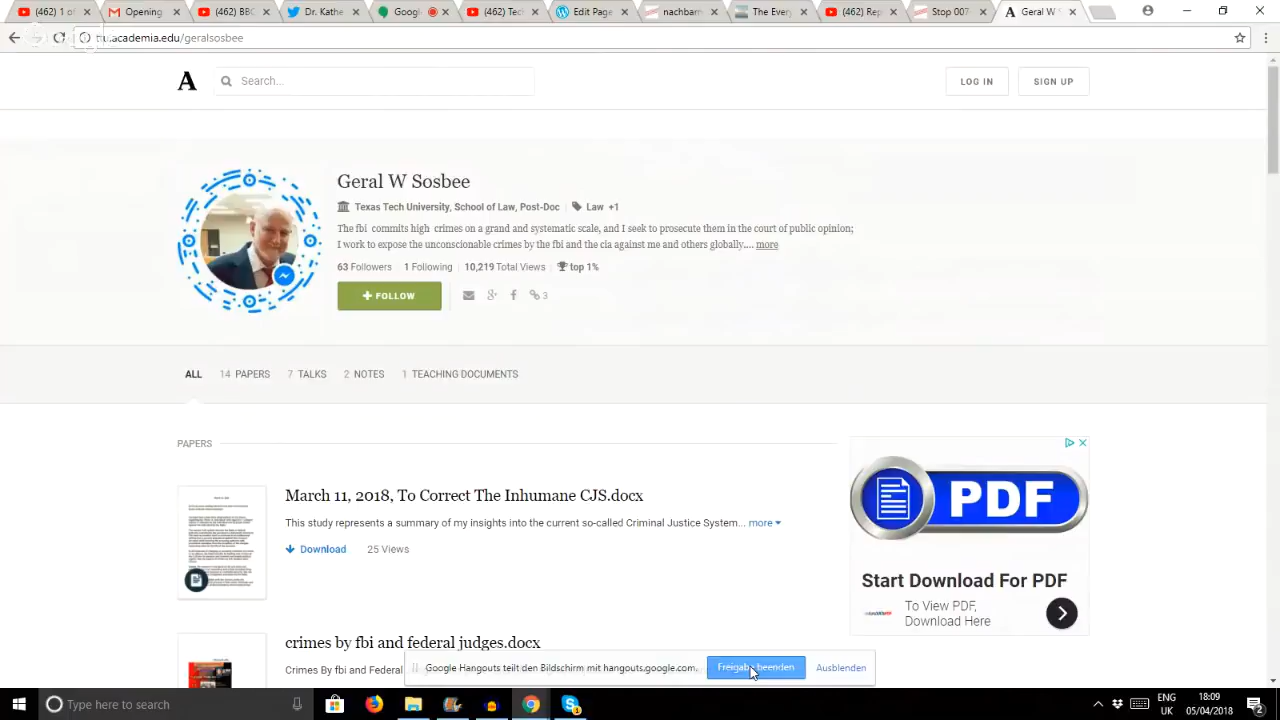 (462) 1 of
Opening
(462) BBC
Dr. Kathe
Googl
(462) Tec
Edit Page
nachbarn
The Every
(462) Rep
Stop 007
Geral W S
.academia.edu/geralsosbee
A
Search...
LOG IN
SIGN UP
Geral W Sosbee
Texas Tech University, School of Law, Post-Doc
Law +1
The fbi commits high crimes on a grand and systematic scale, and I seek to prosecute them in the court of public opinion;
I work to expose the unconscionable crimes by the fbi and the cia against me and others globally.... more
63 Followers
1 Following
10,219 Total Views
top 1%
+ FOLLOW
3
ALL
14 PAPERS
7 TALKS
2 NOTES
1 TEACHING DOCUMENTS
PAPERS
March 11, 2018, To Correct The Inhumane CJS.docx
summary of my insights into the current so-called Criminal Justice System... more
Download
views
PDF
Start Download For PDF
To View PDF,
Download Here
crimes by fbi and federal judges.docx
Crimes By fbi and Fede
Google Hangouts teilt den Bildschirm mit hangouts.google.com.
Freigabe beenden
Ausblenden
Type here to search
ENG
UK
18:09
05/04/2018
2